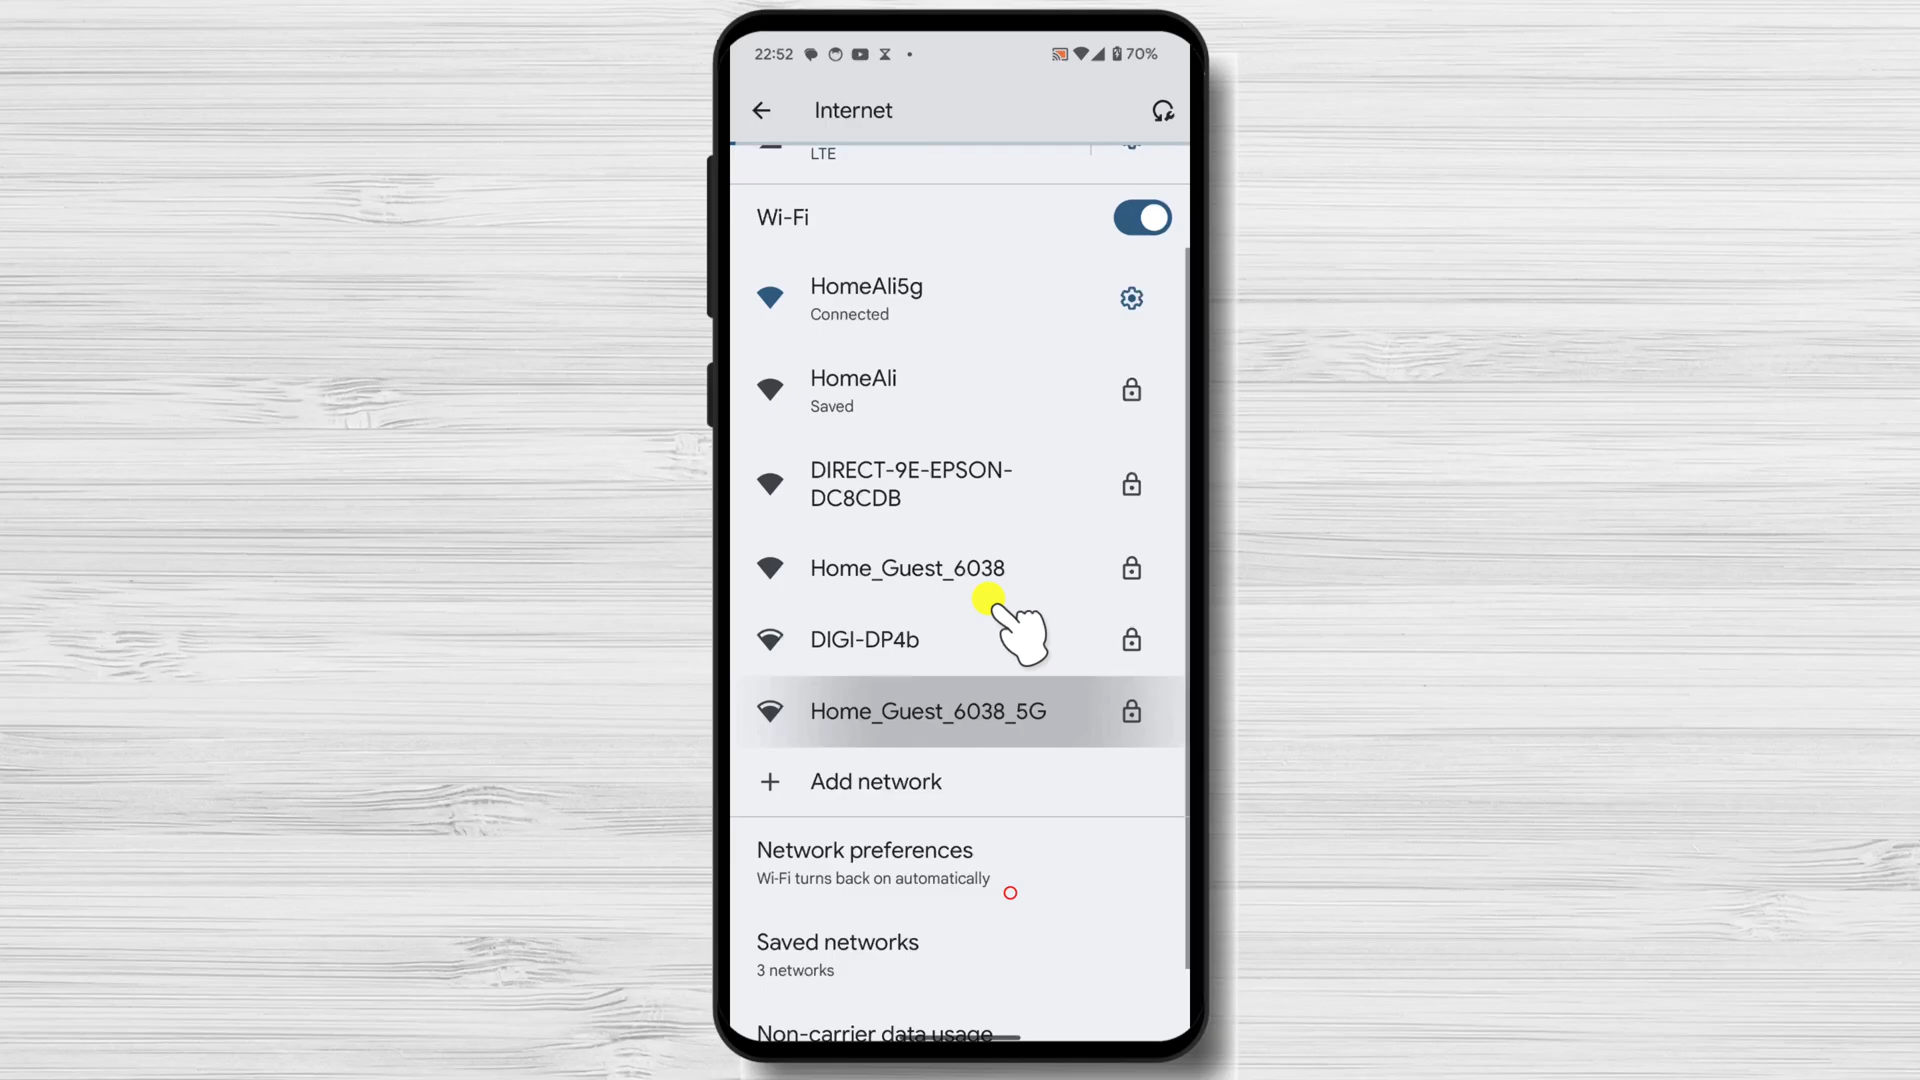 22:52
70%
Internet
LTE
Wi-Fi
HomeAli5g
Connected
HomeAli
Saved
DIRECT-9E-EPSON-
DC8CDB
Home_Guest_6038
DIGI-DP4b
Home_Guest_6038_5G
Add network
Network preferences
Wi-Fi turns back on automatically
Saved networks
3 networks
Non-carrier data usage